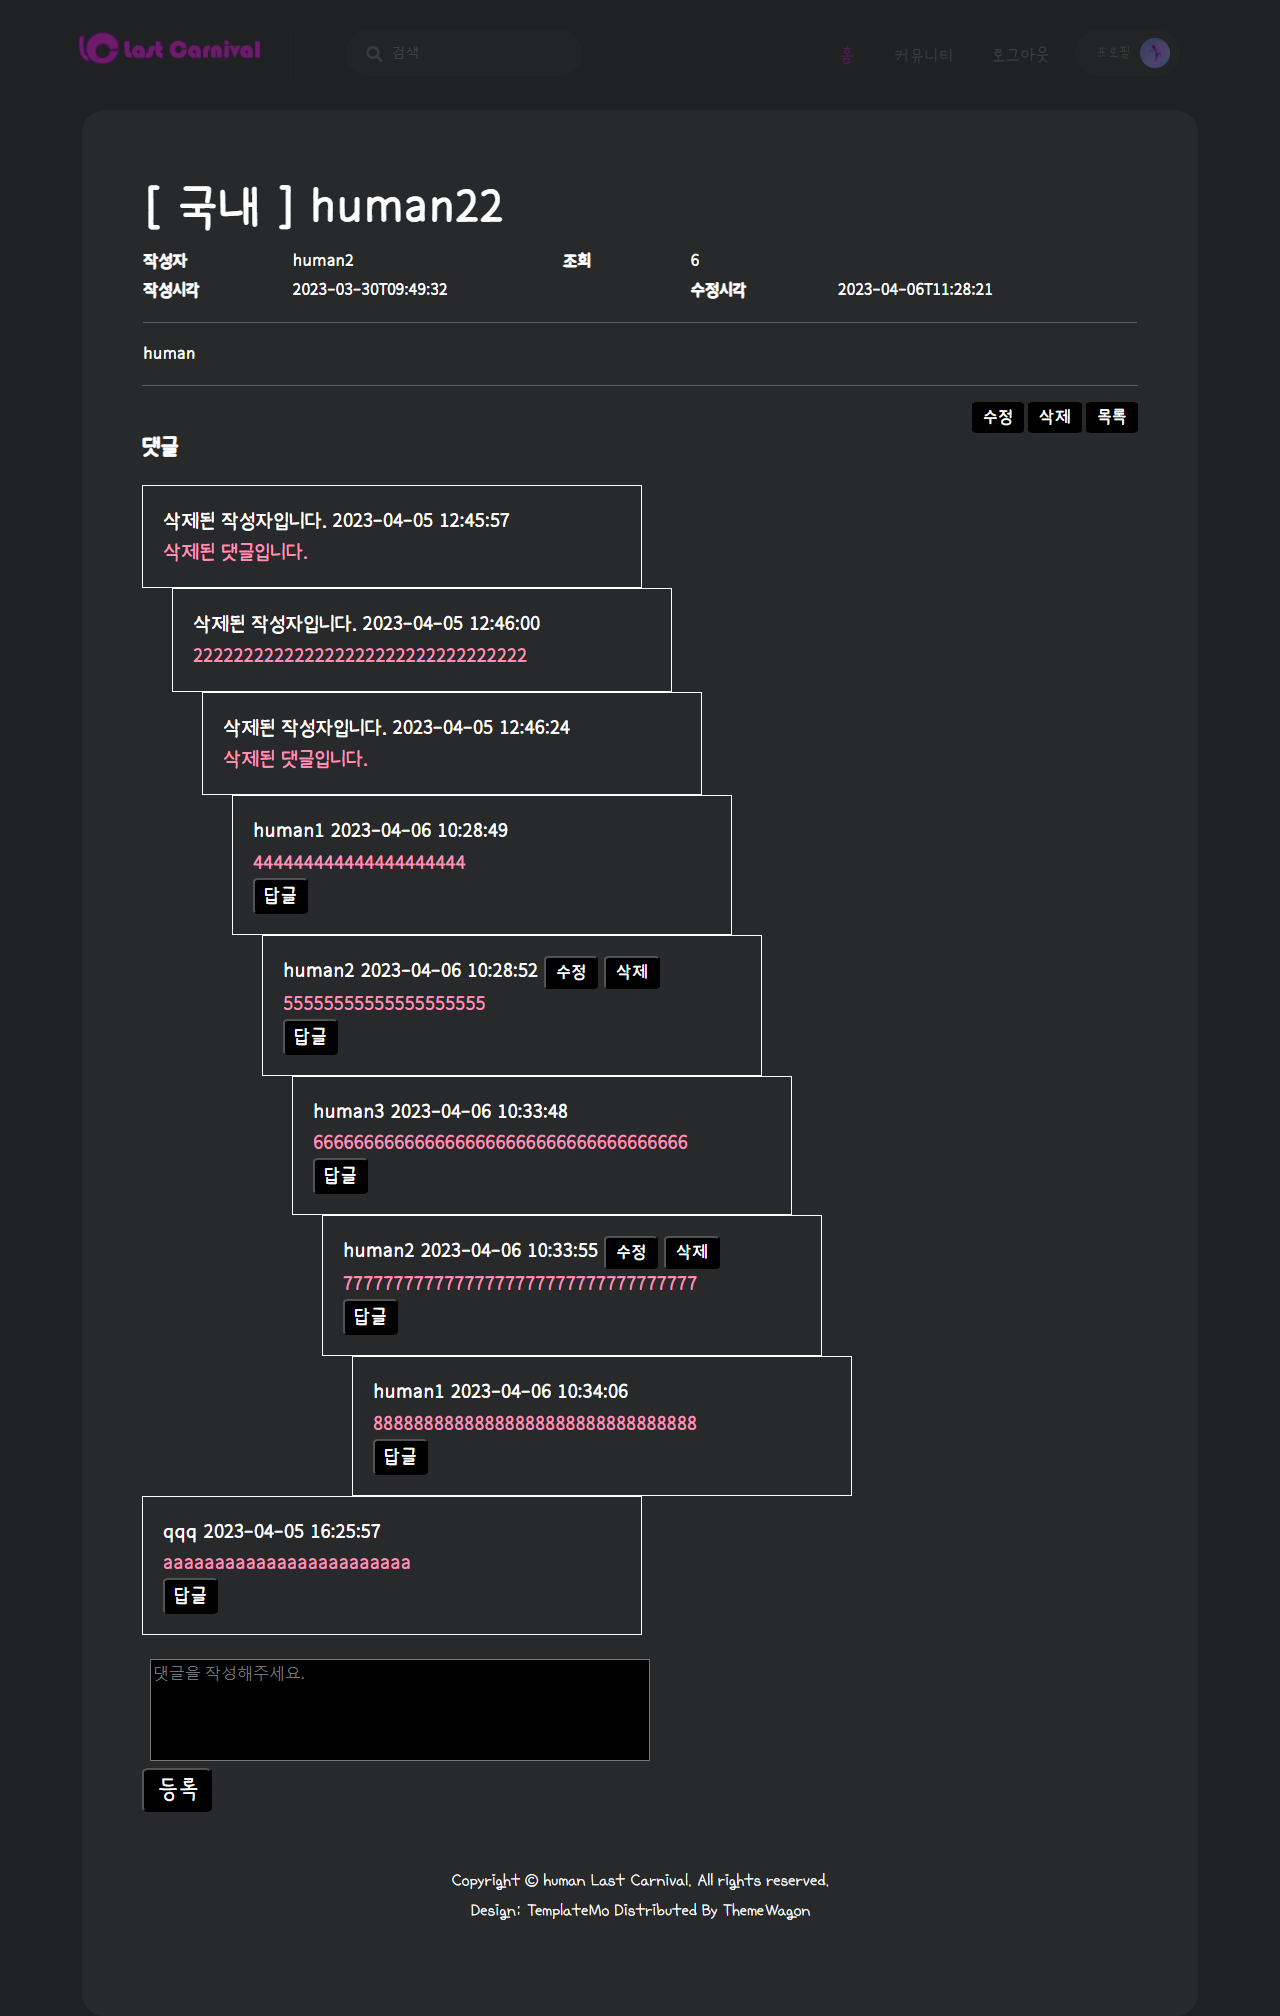 Last Carnival 검색 홈 커뮤니티 로그아웃 프로필
[ 국내 ] human22
작성자 human2 조회 6
작성시각 2023-03-30T09:49:32 수정시각 2023-04-06T11:28:21
human
수정 삭제 목록
댓글
삭제된 작성자입니다. 2023-04-05 12:45:57
삭제된 댓글입니다.
삭제된 작성자입니다. 2023-04-05 12:46:00
222222222222222222222222222222222
삭제된 작성자입니다. 2023-04-05 12:46:24
삭제된 댓글입니다.
human1 2023-04-06 10:28:49
444444444444444444444
답글
human2 2023-04-06 10:28:52 수정 삭제
55555555555555555555
답글
human3 2023-04-06 10:33:48
6666666666666666666666666666666666666
답글
human2 2023-04-06 10:33:55 수정 삭제
77777777777777777777777777777777777
답글
human1 2023-04-06 10:34:06
88888888888888888888888888888888
답글
qqq 2023-04-05 16:25:57
aaaaaaaaaaaaaaaaaaaaaaaa
답글
댓글을 작성해주세요.
등록
Copyright © human Last Carnival. All rights reserved.
Design: TemplateMo Distributed By ThemeWagon